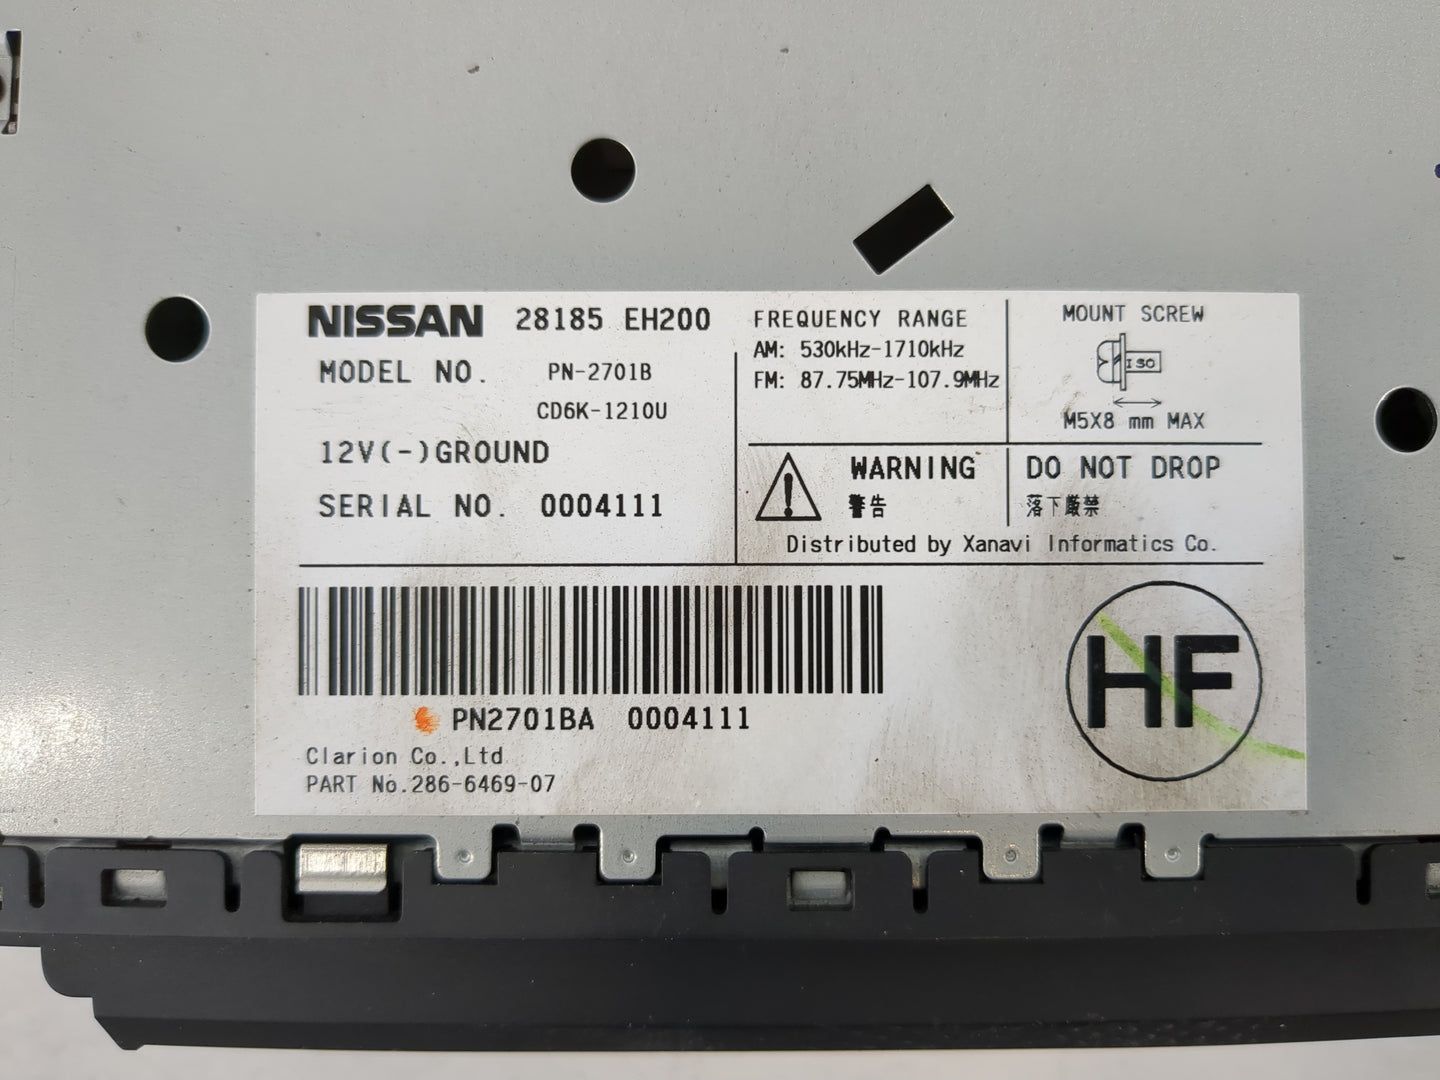 NISSAN 28185 EH200
MODEL NO. PN-2701B
CD6K-1210U
12V(-)GROUND
SERIAL NO. 0004111
FREQUENCY RANGE
AM: 530kHz-1710kHz
FM: 87.75MHz-107.9MHz
MOUNT SCREW
ISO
M5X8 mm MAX
WARNING
警告
DO NOT DROP
落下厳禁
Distributed by Xanavi Informatics Co.
PN2701BA 0004111
Clarion Co.,Ltd
PART No.286-6469-07
HF